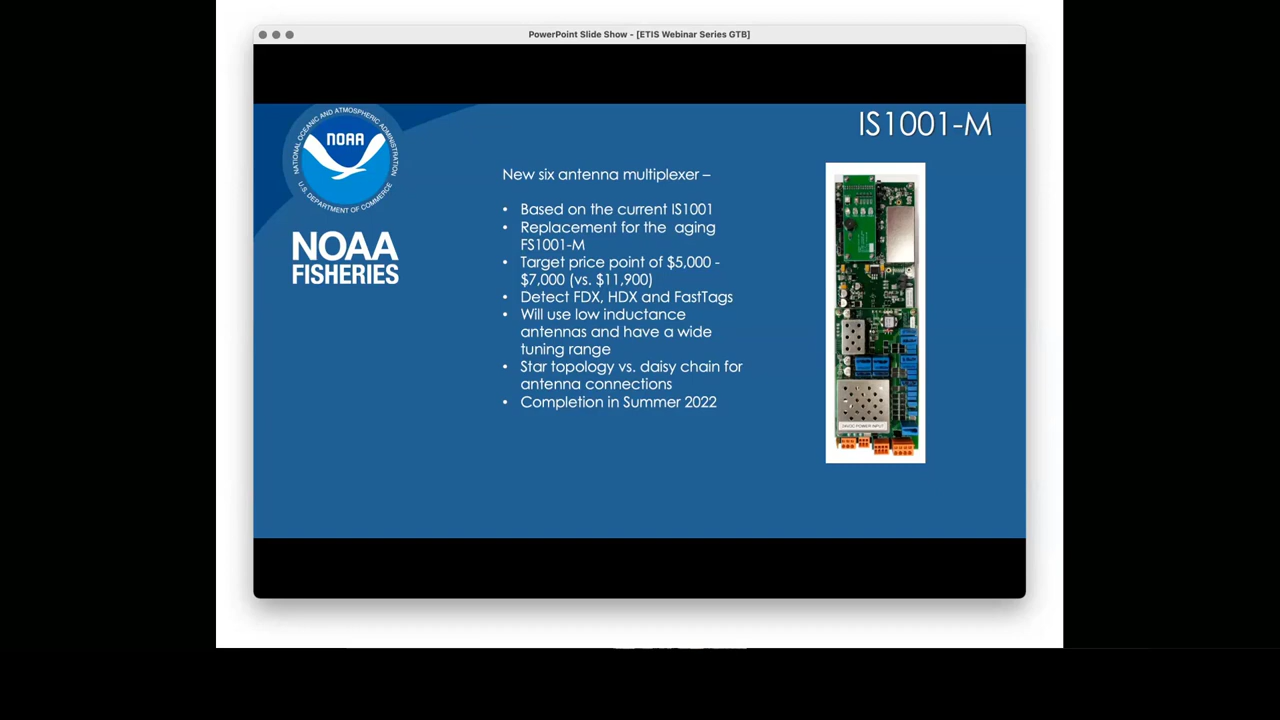 PowerPoint Slide Show - [ETIS Webinar Series GTB]
NATIONAL OCEANIC AND ATMOSPHERIC ADMINISTRATION
NOAA
U.S. DEPARTMENT OF COMMERCE
NOAA
FISHERIES
IS1001-M
New six antenna multiplexer –
• Based on the current IS1001
• Replacement for the  aging
FS1001-M
• Target price point of $5,000 -
$7,000 (vs. $11,900)
• Detect FDX, HDX and FastTags
• Will use low inductance
antennas and have a wide
tuning range
• Star topology vs. daisy chain for
antenna connections
• Completion in Summer 2022
24VDC POWER INPUT